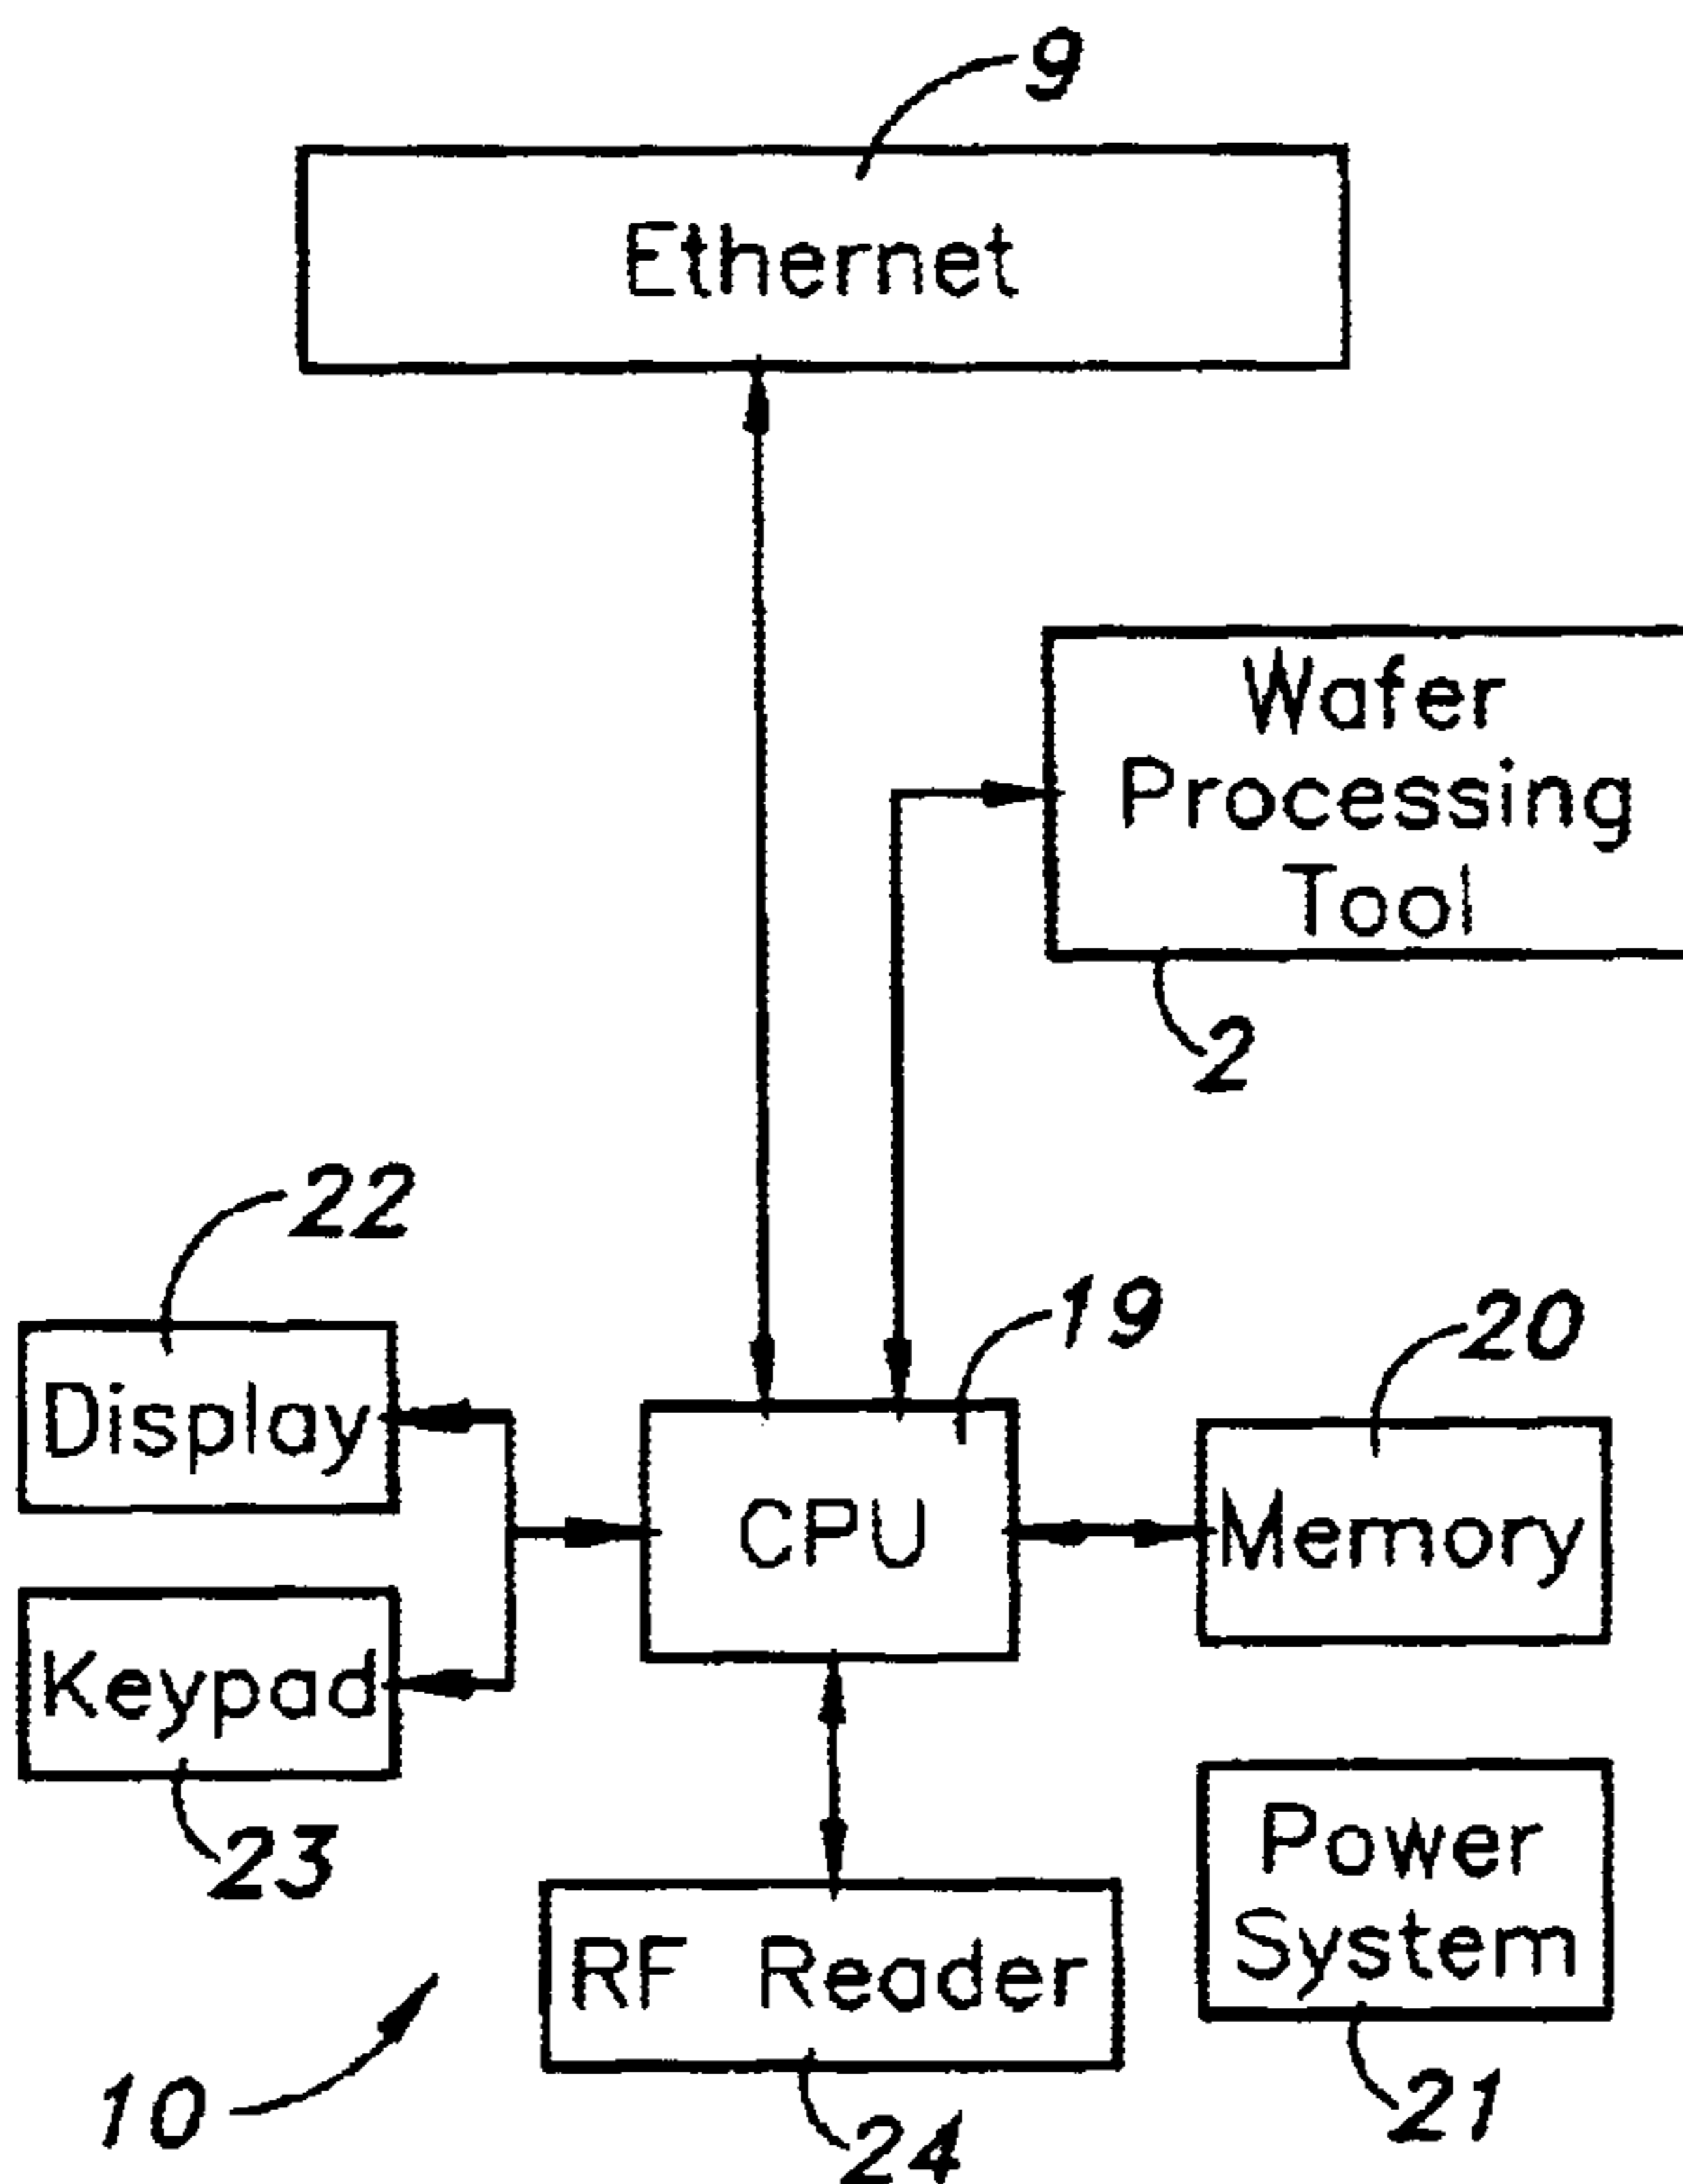 9
Ethernet
Wafer
Processing
Tool
2
22
19
20
Display
CPU
Memory
Keypad
23
Power
System
RF Reader
10
24
21